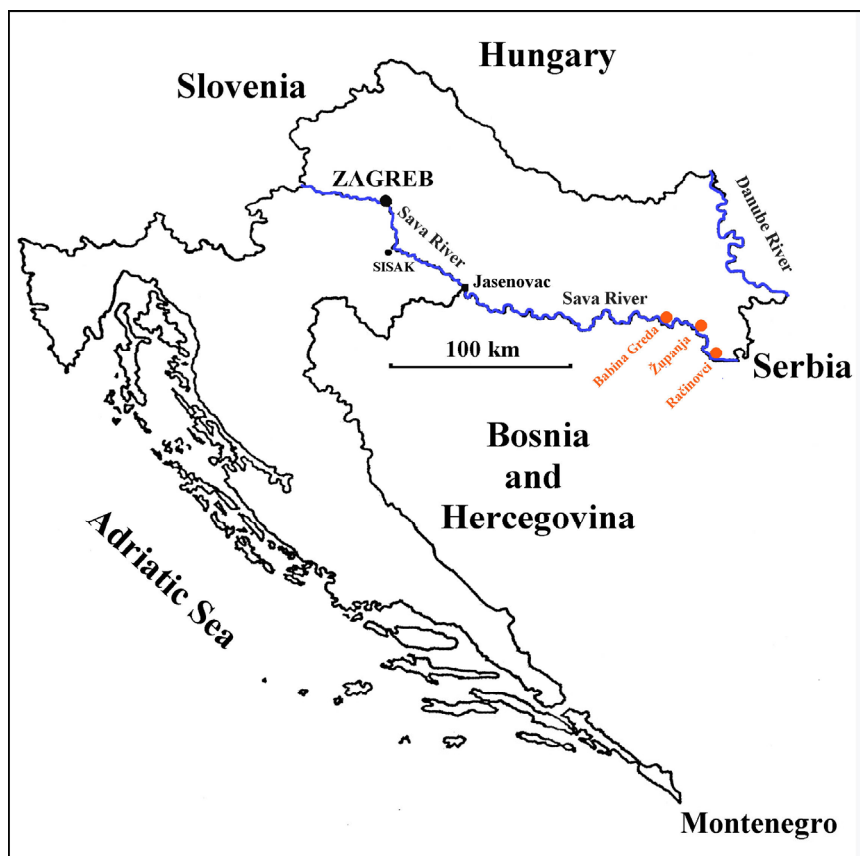 Hungary
Slovenia
ZAGREB
Sava River
Danube River
SISAK
Jasenovac
Sava River
100 km
Babina Greda
Županja
Račinovci
Serbia
Bosnia
and
Hercegovina
Adriatic Sea
Montenegro